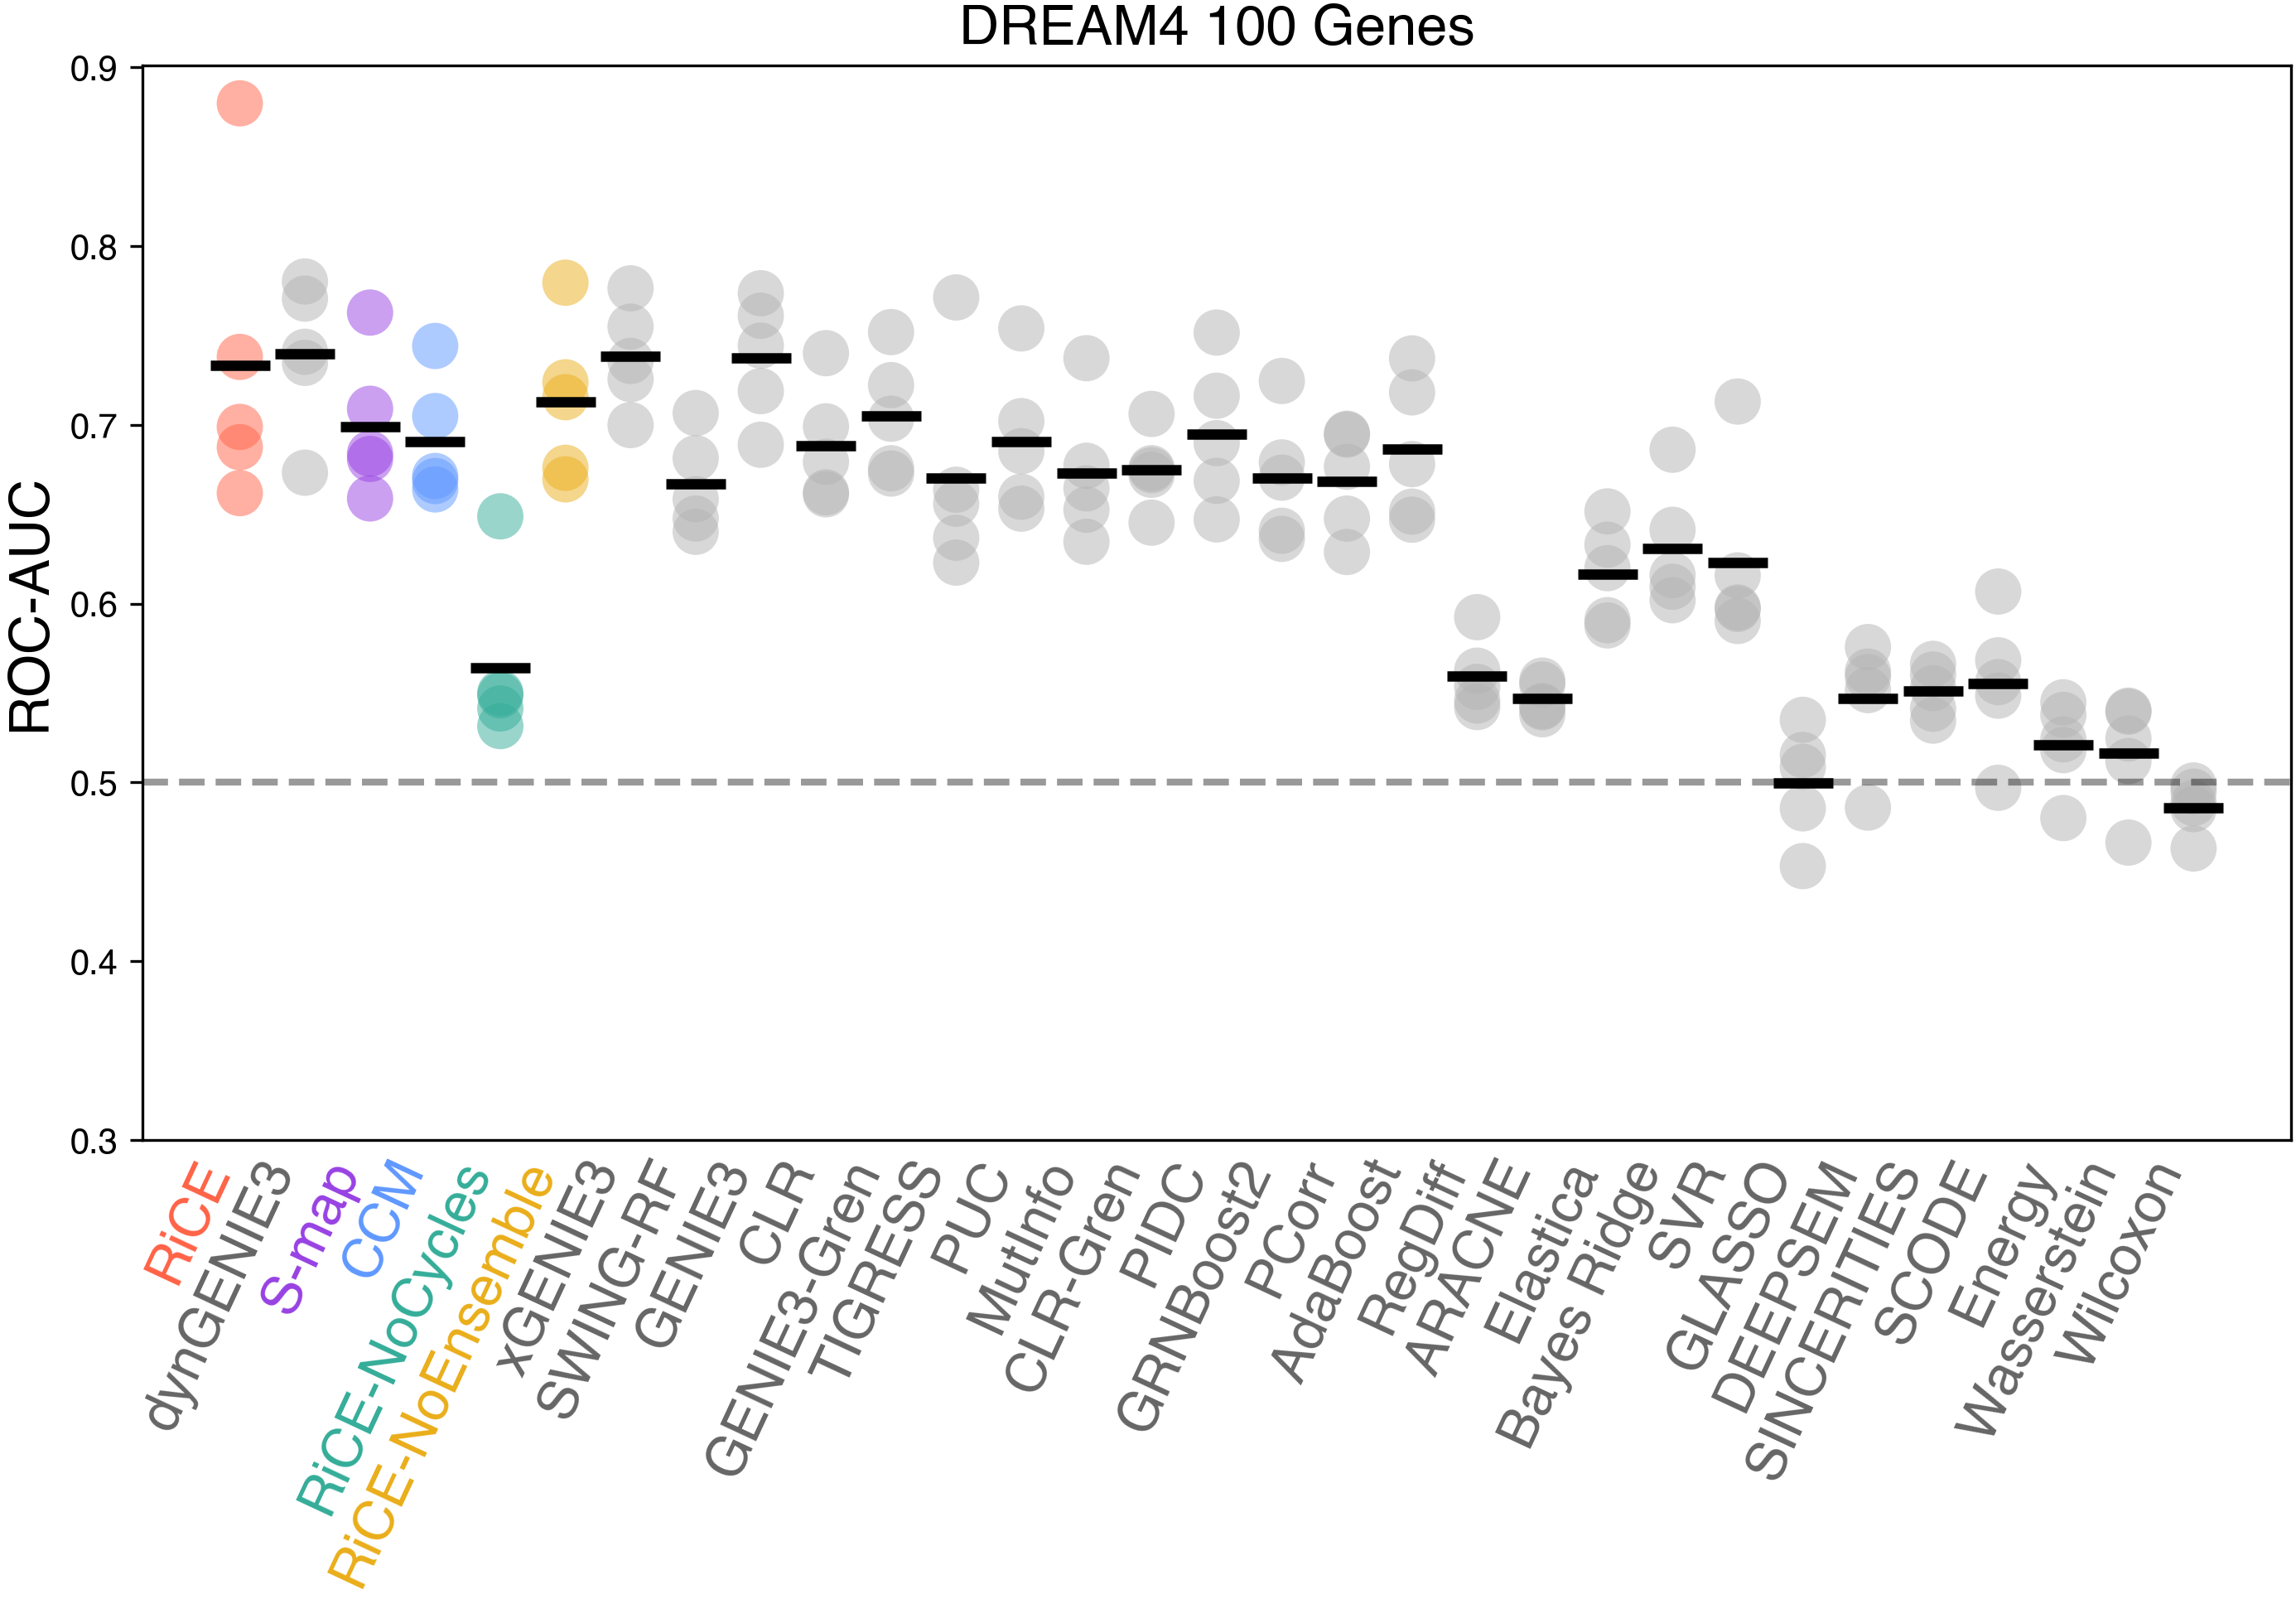 DREAM4 100 Genes
ROC-AUC
0.9
0.8
0.7
0.6
0.5
0.4
0.3
RiCE
dynGENIE3
S-map
CCM
RiCE-NoCycles
RiCE-NoEnsemble
xGENIE3
SWING-RF
GENIE3
CLR
GENIE3-Gren
TIGRESS
PUC
MutInfo
CLR-Gren
PIDC
GRNBoost2
PCorr
AdaBoost
RegDiff
ARACNE
Elastica
Bayes Ridge
SVR
GLASSO
DEEPSEM
SINCERITIES
SCODE
Energy
Wasserstein
Wilcoxon